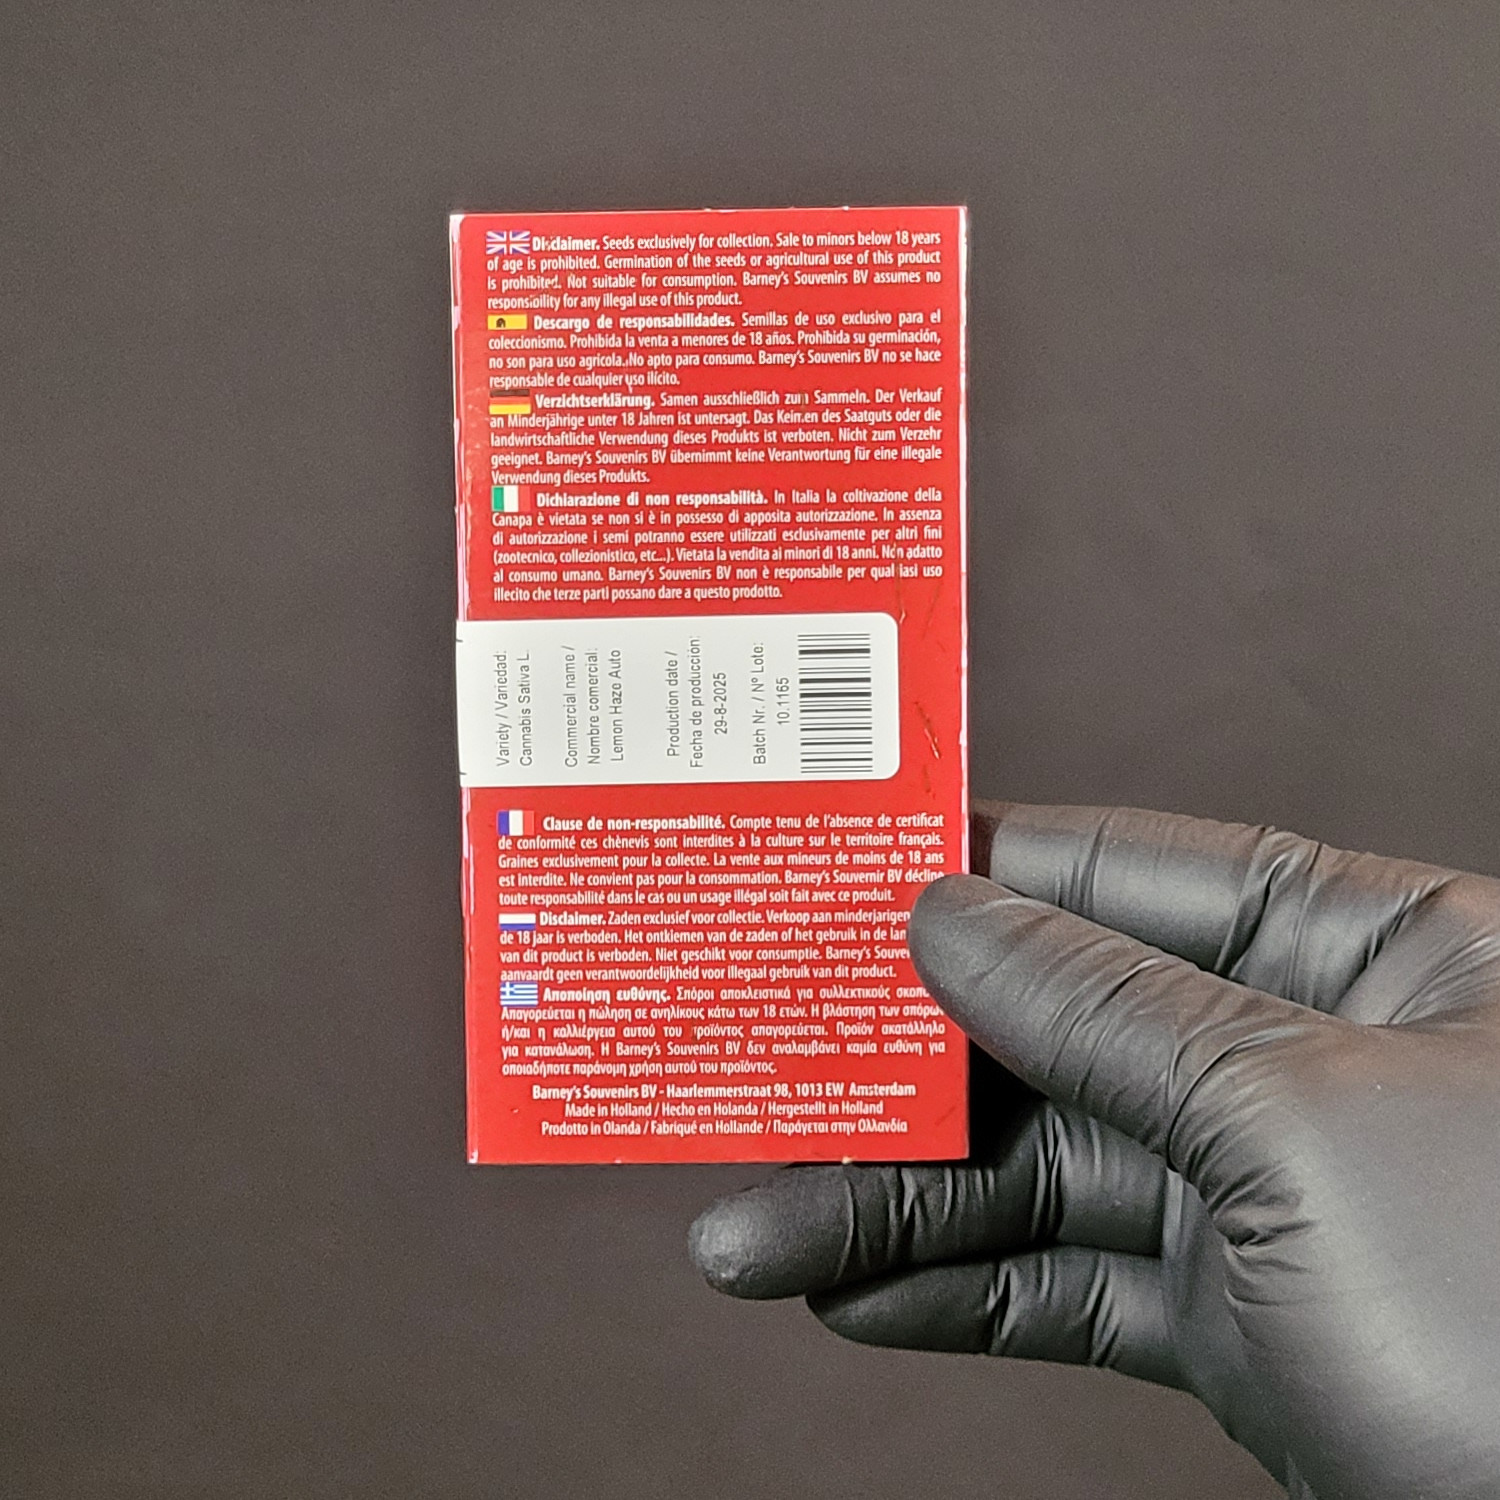 Disclaimer. Seeds exclusively for collection. Sale to minors below 18 years
of age is prohibited. Germination of the seeds or agricultural use of this product
is prohibited. Not suitable for consumption. Barney's Souvenirs BV assumes no
responsibility for any illegal use of this product.
Descargo de responsabilidades. Semillas de uso exclusivo para el
coleccionismo. Prohibida la venta a menores de 18 años. Prohibida su germinación,
no son para uso agricola. No apto para consumo. Barney's Souvenirs BV no se hace
responsable de cualquier uso ilícito.
Verzichtserklärung. Samen ausschließlich zum Sammeln. Der Verkauf
an Minderjährige unter 18 Jahren ist untersagt. Das Keimen des Saatguts oder die
landwirtschaftliche Verwendung dieses Produkts ist verboten. Nicht zum Verzehr
geeignet. Barney's Souvenirs BV übernimmt keine Verantwortung für eine illegale
Verwendung dieses Produkts.
Dichlarazione di non responsabilità. In Italia la coltivazione della
Canapa è vietata se non si è in possesso di apposita autorizzazione. In assenza
di autorizzazione i semi potranno essere utilizzati esclusivamente per altri fini
(zootecnico, collezionistico, etc...). Vietata la vendita ai minori di 18 anni. Non adatto
al consumo umano. Barney's Souvenirs BV non è responsabile per qualsiasi uso
illecito che terze parti possano dare a questo prodotto.
Variety / Variedad:
Cannabis Sativa L.
Commercial name /
Nombre comercial:
Lemon Haze Auto
Production date /
Fecha de producción:
29-8-2025
Batch Nr. / Nº Lote:
10.1165
Clause de non-responsabilité. Compte tenu de l'absence de certificat
de conformité ces chènevis sont interdites à la culture sur le territoire français.
Graines exclusivement pour la collecte. La vente aux mineurs de moins de 18 ans
est interdite. Ne convient pas pour la consommation. Barney's Souvernir BV décline
toute responsabilité dans le cas ou un usage illégal soit fait avec ce produit.
Disclaimer. Zaden exclusief voor collectie. Verkoop aan minderjarigen
de 18 jaar is verboden. Het ontkiemen van de zaden of het gebruik in de
van dit product is verboden. Niet geschikt voor consumptie. Barney's
aanvaardt geen verantwoordelijkheid voor illegaal gebruik van dit product.
Αποποίηση ευθύνης. Σπόροι αποκλειστικά για συλλεκτικούς
Απαγορεύεται η πώληση σε ανηλίκους κάτω των 18 ετών. Η βλάστηση των σπόρων
ή/και η καλλιέργεια αυτού του προϊόντος απαγορεύεται. Προϊόν ακατάλληλο
για κατανάλωση. Η Barney's Souvenirs BV δεν αναλαμβάνει καμία ευθύνη για
οποιαδήποτε παράνομη χρήση αυτού του προϊόντος.
Barney's Souvenirs BV - Haarlemmerstraat 98, 1013 EW Amsterdam
Made in Holland / Hecho en Holanda / Hergestellt in Holland
Prodotto in Olanda / Fabriqué en Hollande / Παράγεται στην Ολλανδία